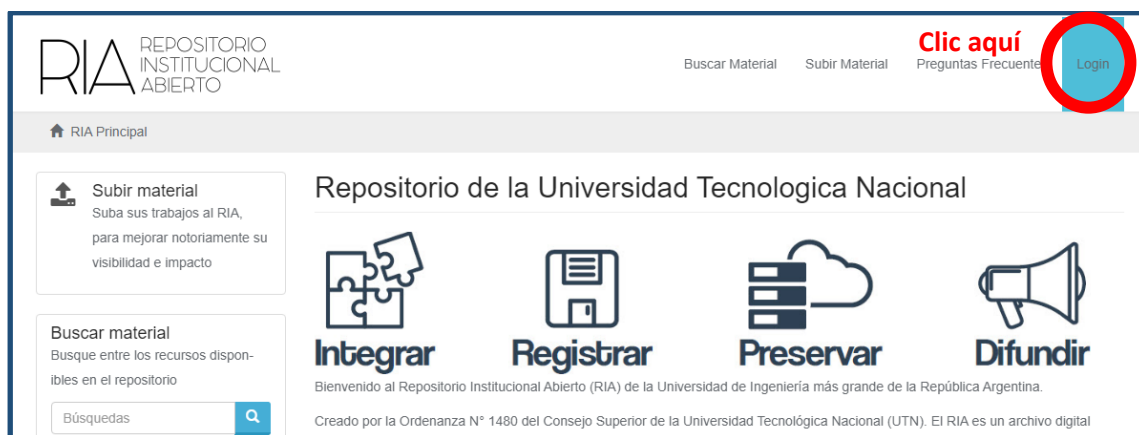 RIA REPOSITORIO
INSTITUCIONAL
ABIERTO
Buscar Material Subir Material Preguntas Frecuente Login
Clic aquí
RIA Principal
Subir material
Suba sus trabajos al RIA,
para mejorar notoriamente su
visibilidad e impacto
Buscar material
Busque entre los recursos dispon-
ibles en el repositorio
Búsquedas
Repositorio de la Universidad Tecnologica Nacional
Integrar Registrar Preservar Difundir
Bienvenido al Repositorio Institucional Abierto (RIA) de la Universidad de Ingeniería más grande de la República Argentina.
Creado por la Ordenanza N° 1480 del Consejo Superior de la Universidad Tecnológica Nacional (UTN). El RIA es un archivo digital